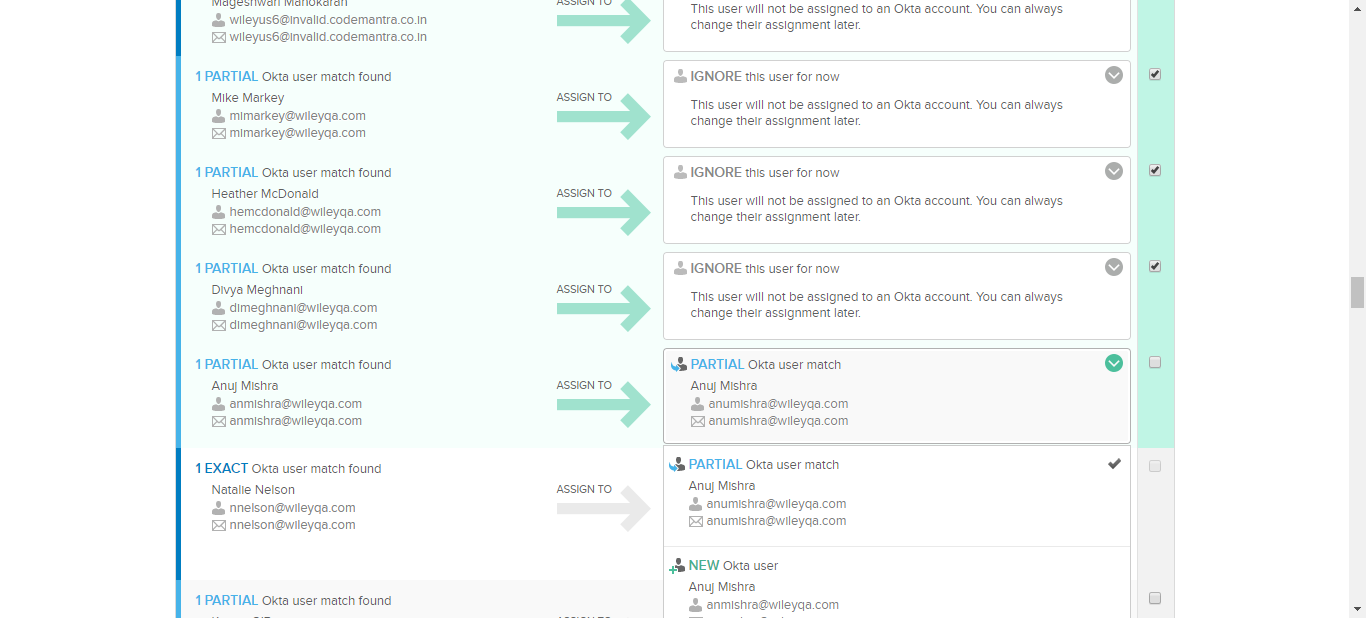 Mageshwari Manokaran
wileyus6@invalid.codemantra.co.in
wileyus6@invalid.codemantra.co.in
ASSIGN TO
This user will not be assigned to an Okta account. You can always
change their assignment later.
1 PARTIAL Okta user match found
Mike Markey
mimarkey@wileyqa.com
mimarkey@wileyqa.com
ASSIGN TO
IGNORE this user for now
This user will not be assigned to an Okta account. You can always
change their assignment later.
1 PARTIAL Okta user match found
Heather McDonald
hemcdonald@wileyqa.com
hemcdonald@wileyqa.com
ASSIGN TO
IGNORE this user for now
This user will not be assigned to an Okta account. You can always
change their assignment later.
1 PARTIAL Okta user match found
Divya Meghnani
dimeghnani@wileyqa.com
dimeghnani@wileyqa.com
ASSIGN TO
IGNORE this user for now
This user will not be assigned to an Okta account. You can always
change their assignment later.
1 PARTIAL Okta user match found
Anuj Mishra
anmishra@wileyqa.com
anmishra@wileyqa.com
ASSIGN TO
PARTIAL Okta user match
Anuj Mishra
anumishra@wileyqa.com
anumishra@wileyqa.com
1 EXACT Okta user match found
Natalie Nelson
nnelson@wileyqa.com
nnelson@wileyqa.com
ASSIGN TO
PARTIAL Okta user match
Anuj Mishra
anumishra@wileyqa.com
anumishra@wileyqa.com
NEW Okta user
Anuj Mishra
anmishra@wileyqa.com
1 PARTIAL Okta user match found
ASSIGN TO